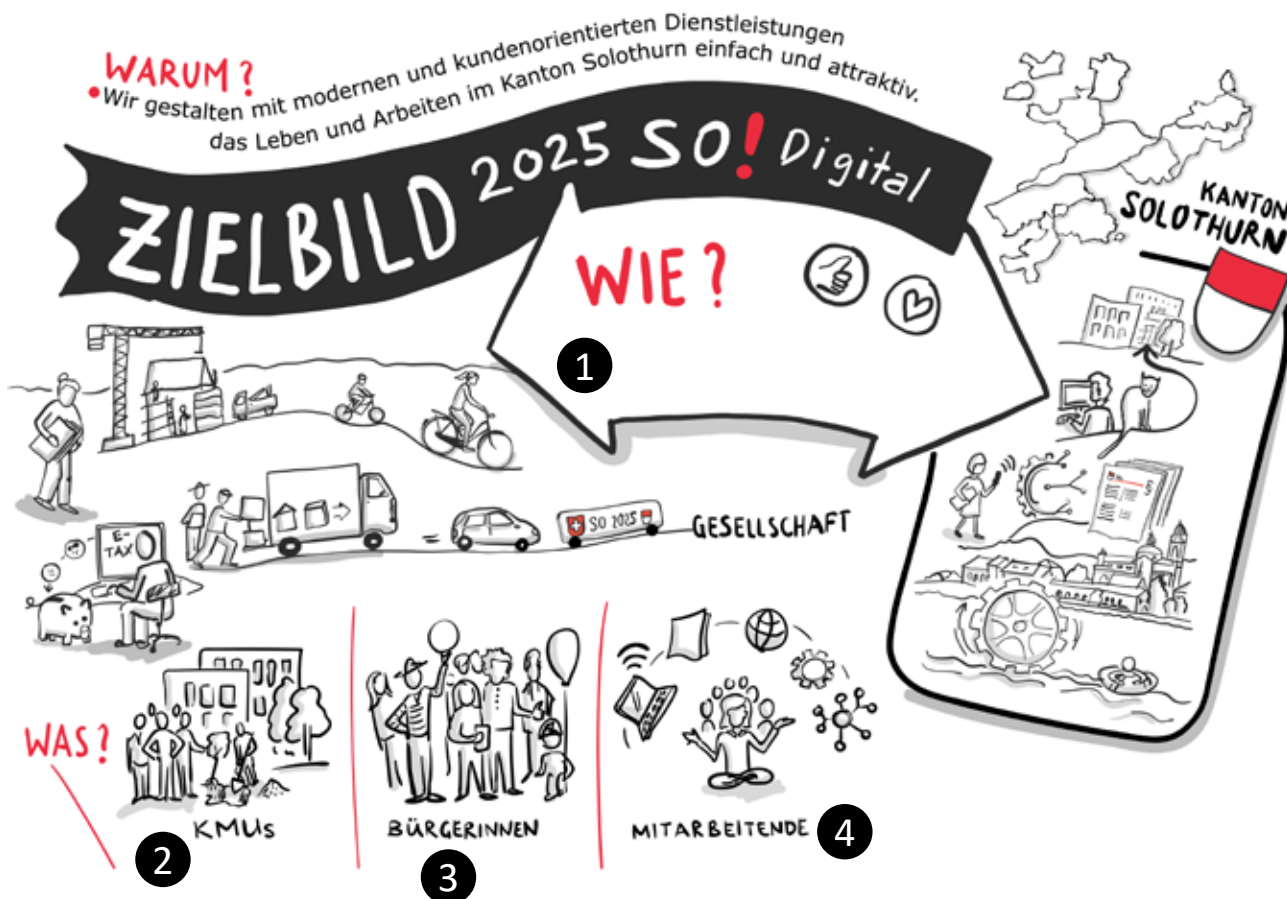 WARUM?
Wir gestalten mit modernen und kundenorientierten Dienstleistungen
das Leben und Arbeiten im Kanton Solothurn einfach und attraktiv.
ZIELBILD 2025 SO! Digital
KANTON
SOLOTHURN
WIE?
1
SO 2025
GESELLSCHAFT
E-
TAX
WAS?
KMUs
2
BÜRGERINNEN
3
MITARBEITENDE
4
§